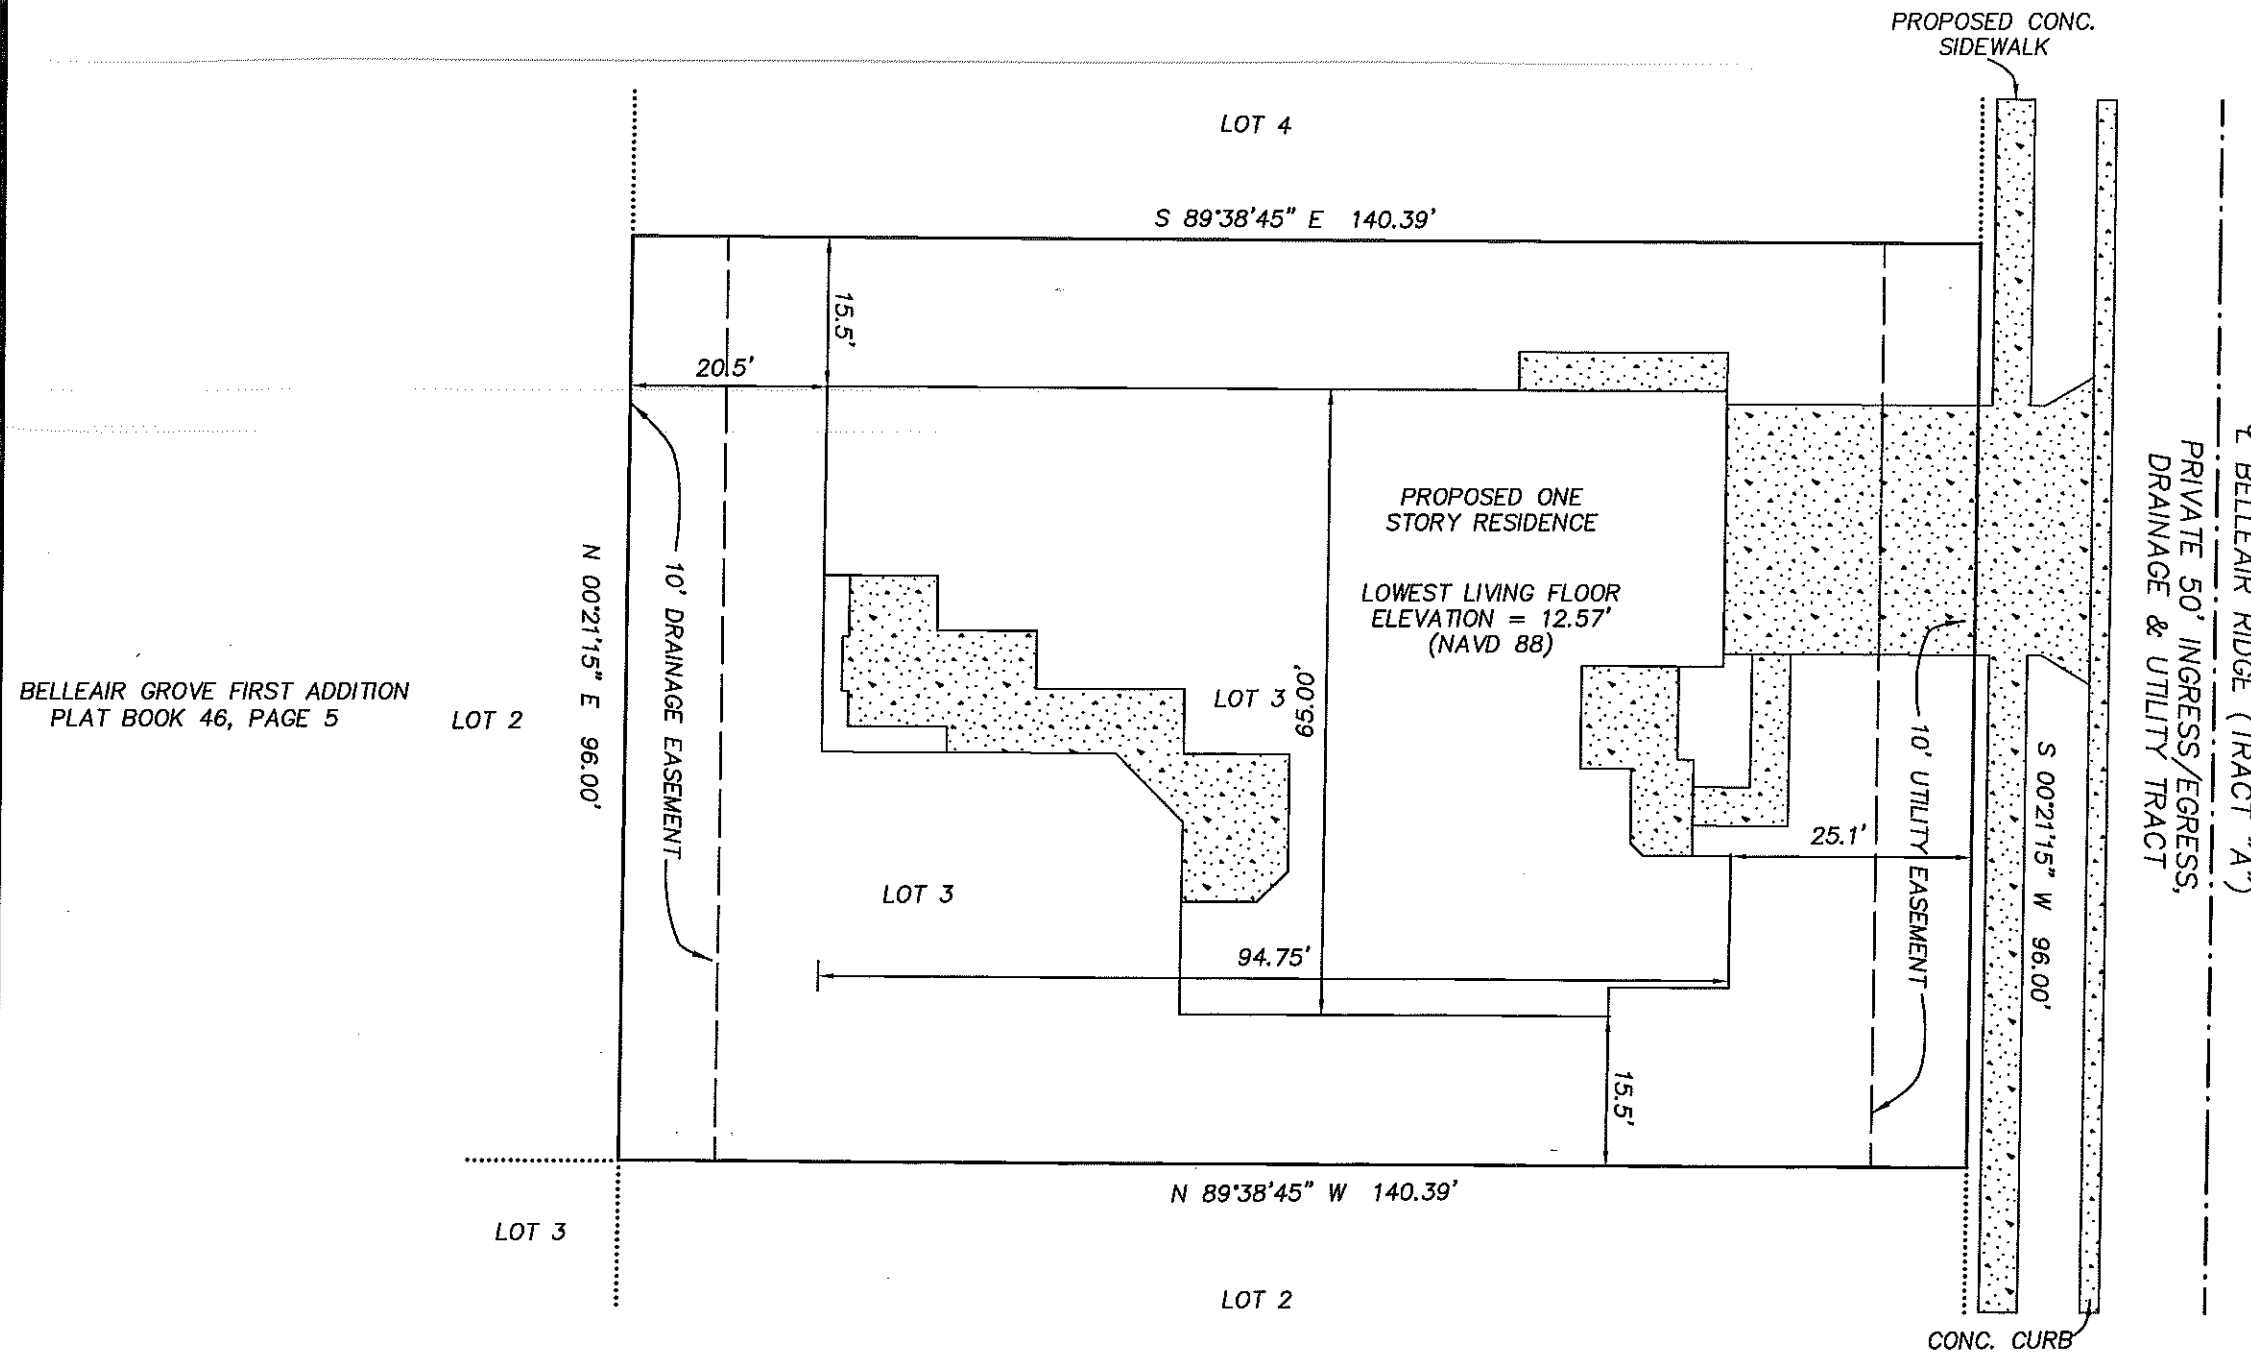 PROPOSED CONC.
SIDEWALK
LOT 4
S 89°38'45" E 140.39'
15.5'
20.5'
PROPOSED ONE
STORY RESIDENCE
LOWEST LIVING FLOOR
ELEVATION = 12.57'
(NAVD 88)
65.00'
LOT 3
BELLEAIR GROVE FIRST ADDITION
PLAT BOOK 46, PAGE 5
LOT 2
N 00°21'15" E 96.00'
10' DRAINAGE EASEMENT
LOT 3
94.75'
25.1'
10' UTILITY EASEMENT
S 00°21'15" W 96.00'
BELLEAIR RIDGE (TRACT "A")
PRIVATE 50' INGRESS/EGRESS,
DRAINAGE & UTILITY TRACT
15.5'
N 89°38'45" W 140.39'
LOT 3
LOT 2
CONC. CURB